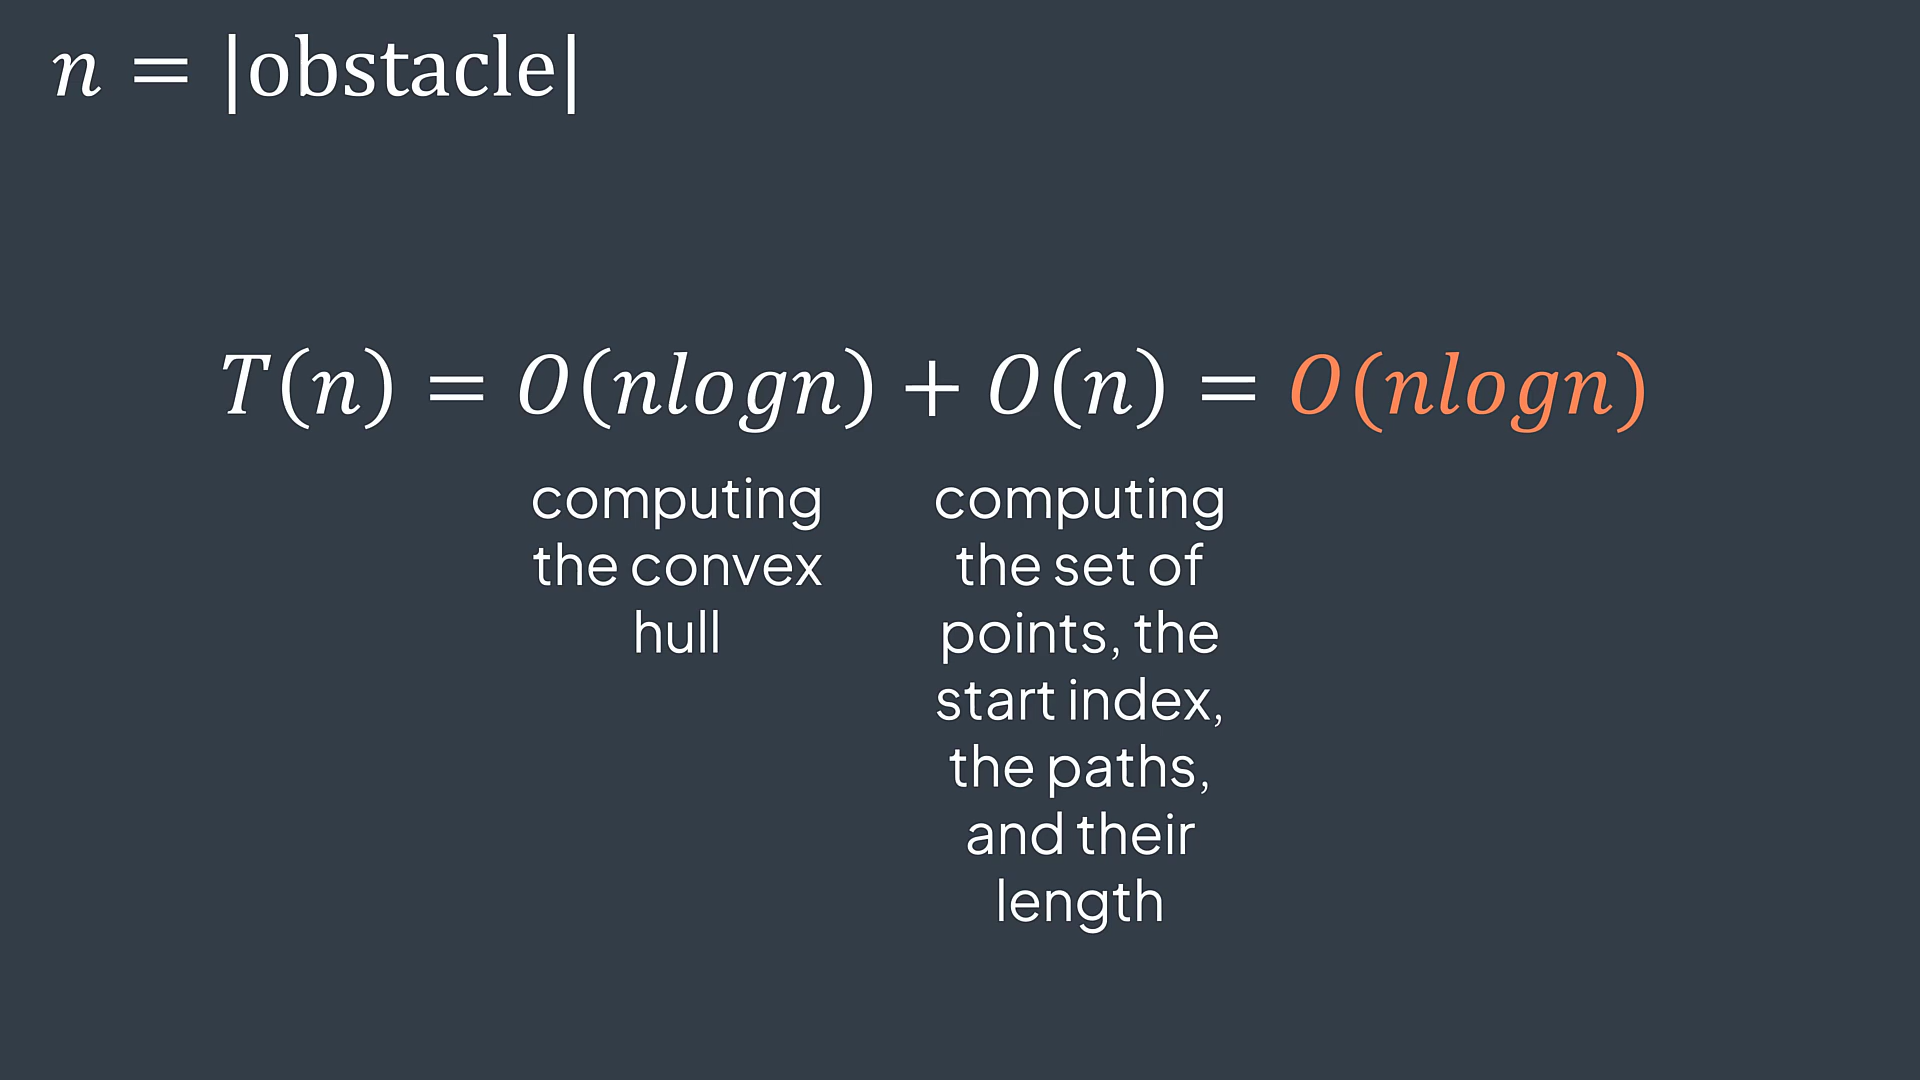 n = |obstacle|
T(n) = O(nlogn) + O(n) = O(nlogn)
computing
the convex
hull
computing
the set of
points, the
start index,
the paths,
and their
length